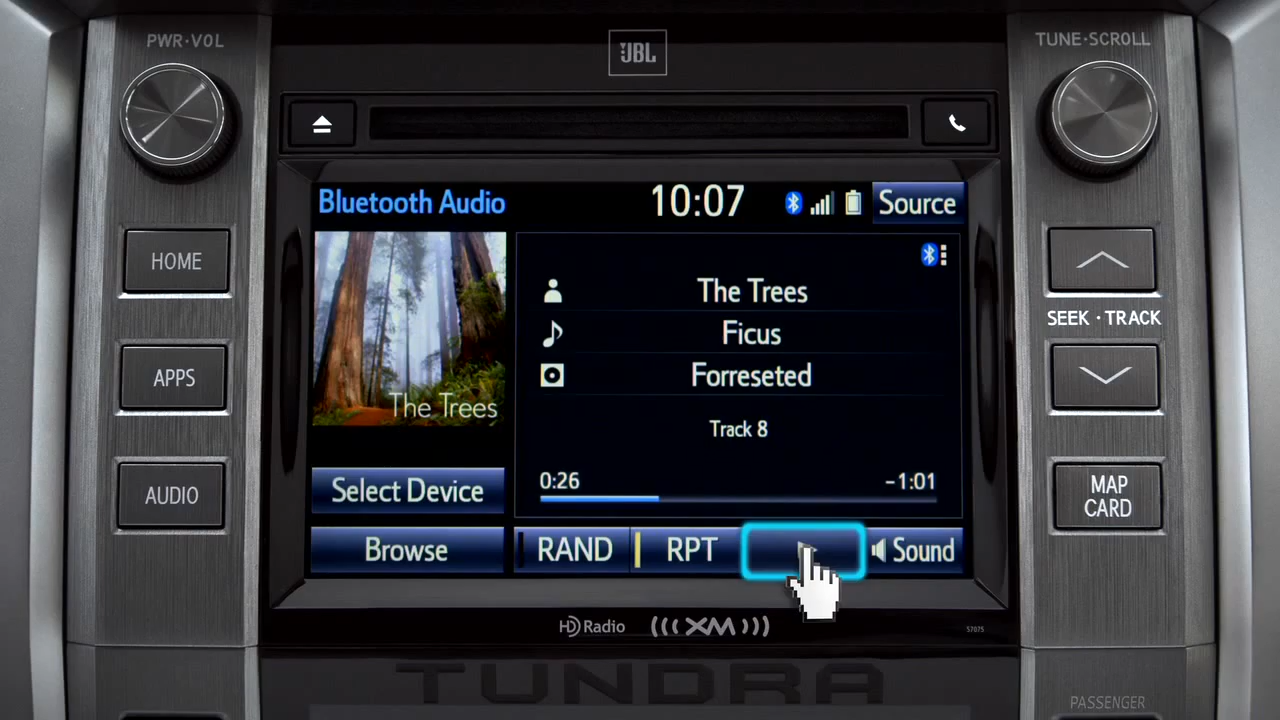 PWR·VOL
JBL
TUNE·SCROLL
Bluetooth Audio
10:07
Source
HOME
The Trees
SEEK · TRACK
Ficus
APPS
Forreseted
The Trees
Track 8
0:26
-1:01
Select Device
AUDIO
MAP
CARD
Browse
RAND
RPT
Sound
HD Radio
(((XM)))
57075
TUNDRA
PASSENGER